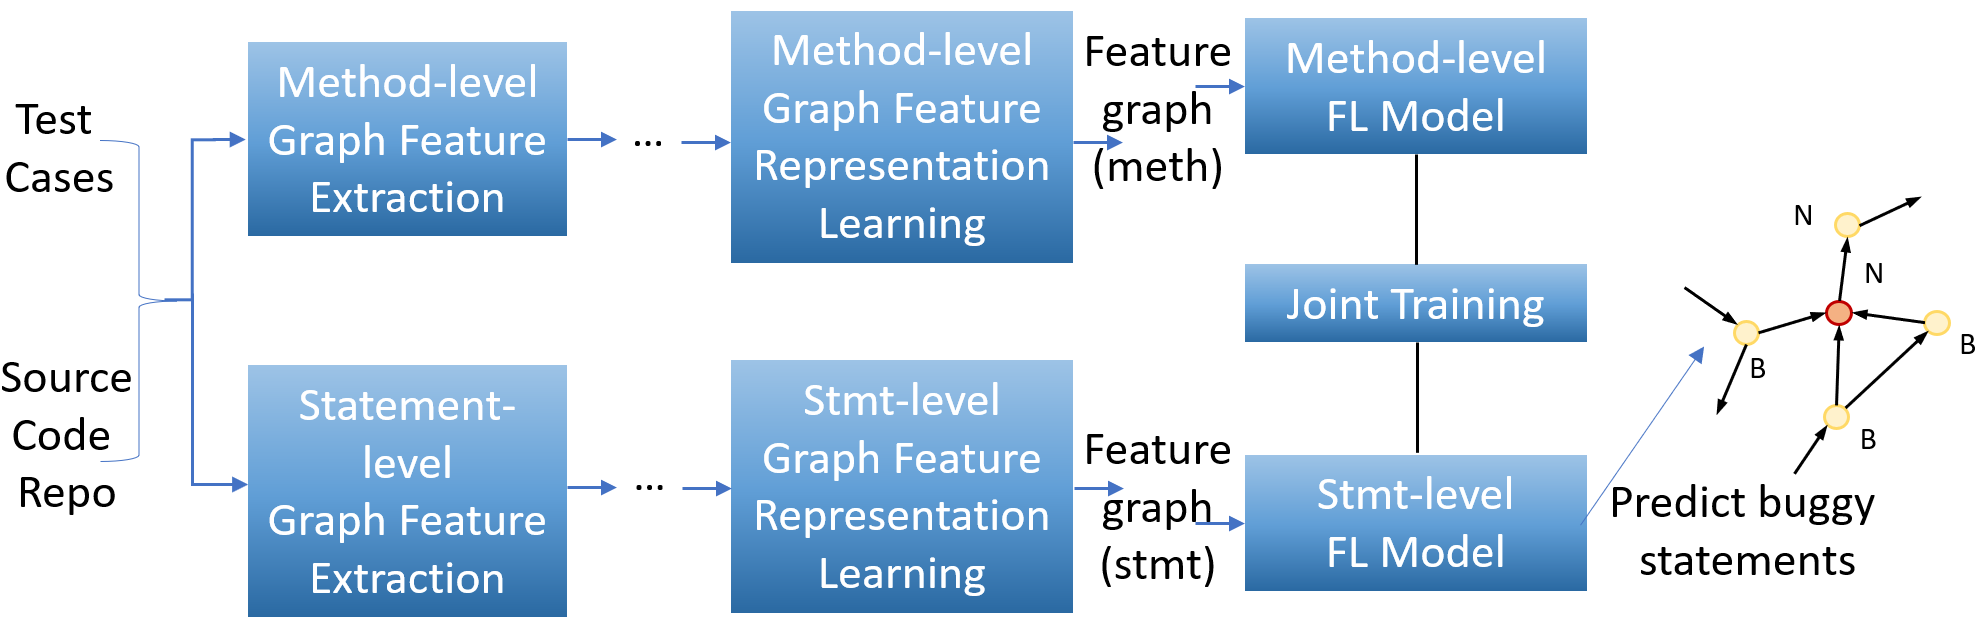 Test
Cases
Source
Code
Repo
Method-level
Graph Feature
Extraction
...
Method-level
Graph Feature
Representation
Learning
Feature
graph
(meth)
Method-level
FL Model
Joint Training
Statement-
level
Graph Feature
Extraction
...
Stmt-level
Graph Feature
Representation
Learning
Feature
graph
(stmt)
Stmt-level
FL Model
N
N
B
B
B
Predict buggy
statements